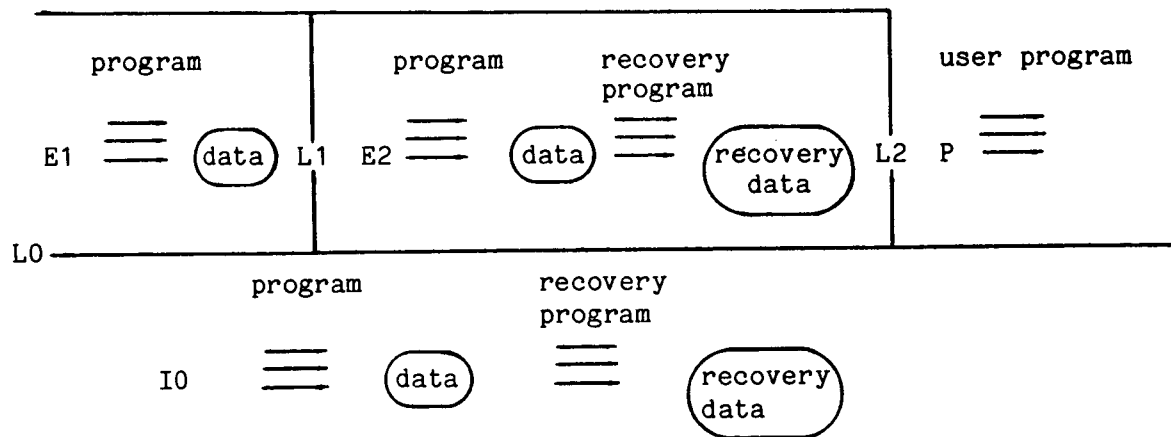 program
program
recovery
program
user program
E1
data
L1
E2
data
recovery
data
L2
P
L0
program
recovery
program
I0
data
recovery
data